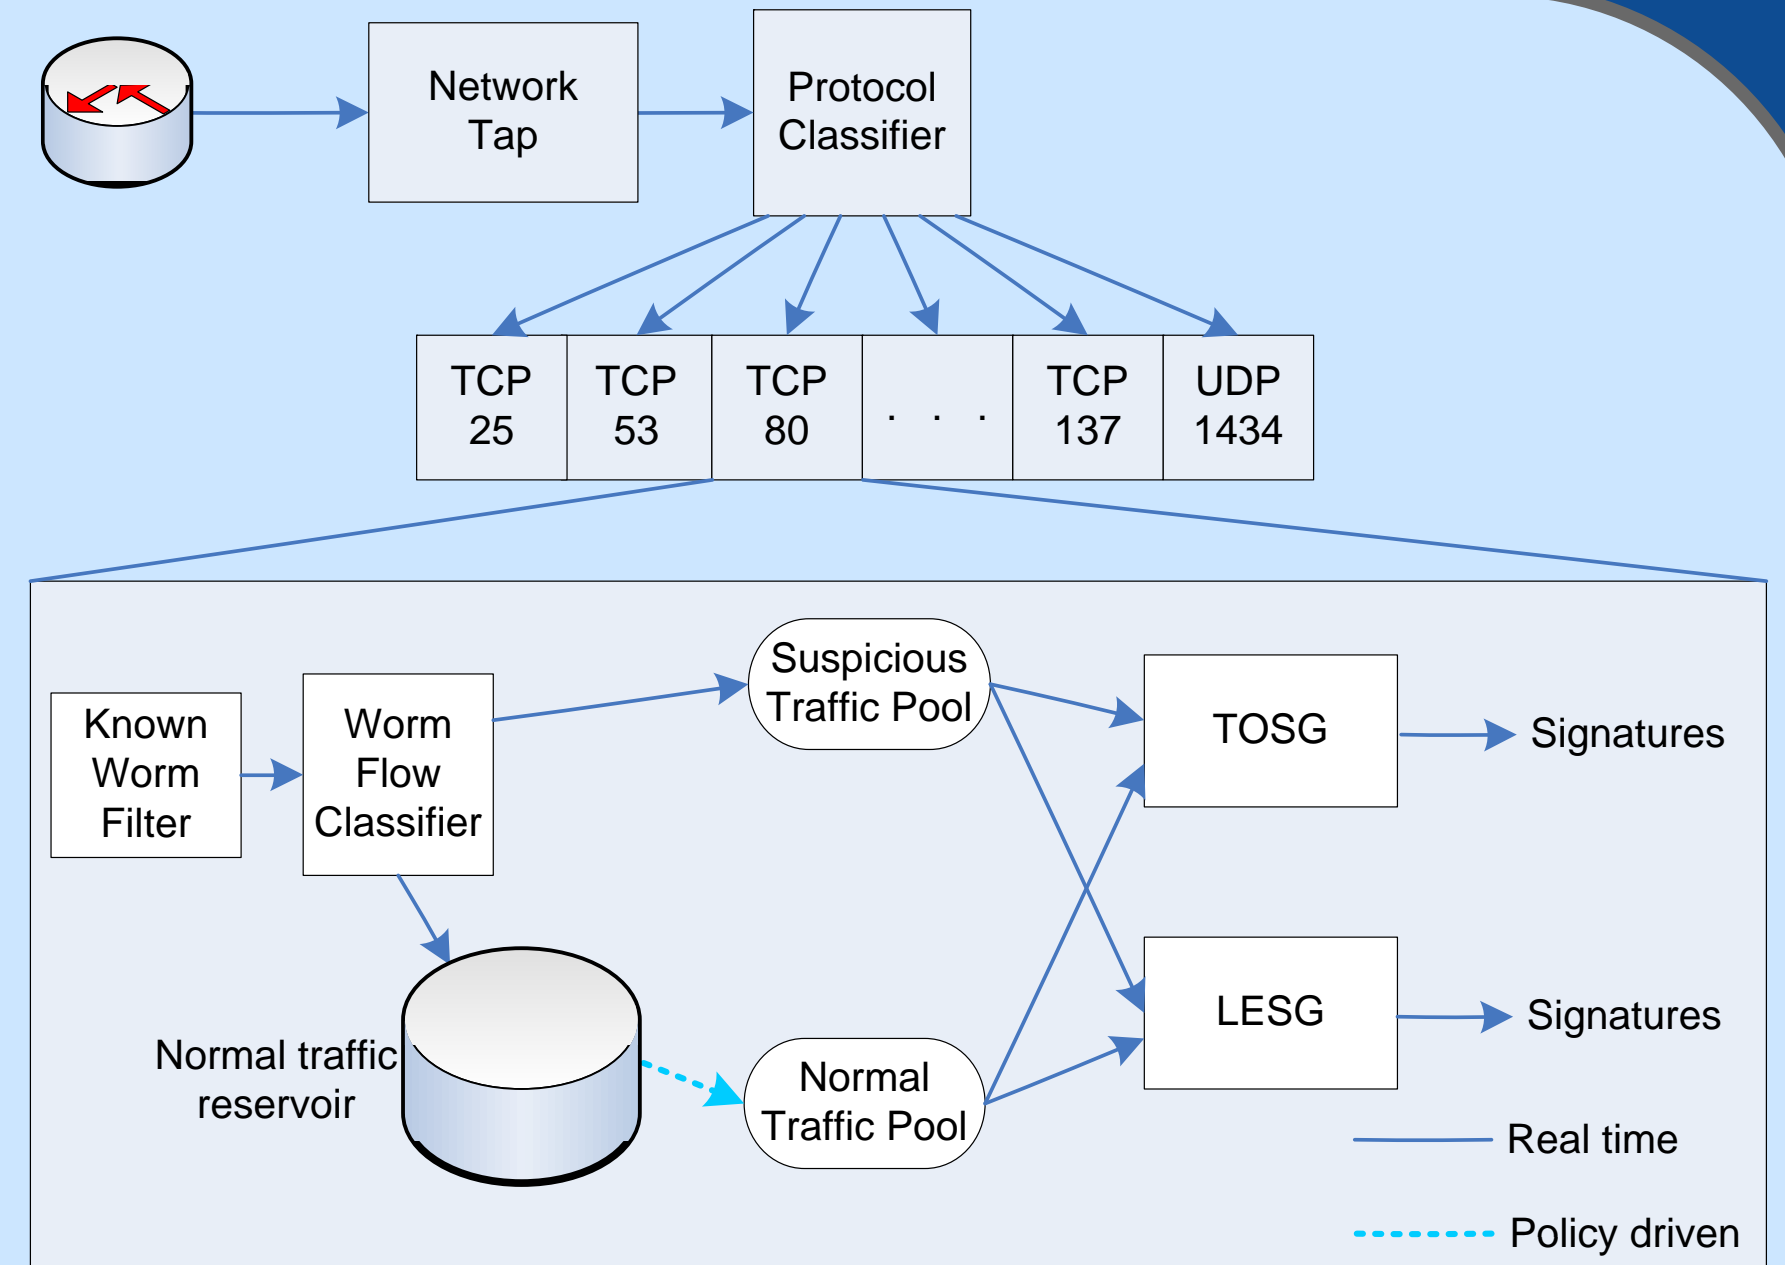 Network
Tap
Protocol
Classifier
TCP
25
TCP
53
TCP
80
. . .
TCP
137
UDP
1434
Known
Worm
Filter
Worm
Flow
Classifier
Suspicious
Traffic Pool
TOSG
Signatures
Normal traffic
reservoir
Normal
Traffic Pool
LESG
Signatures
Real time
Policy driven